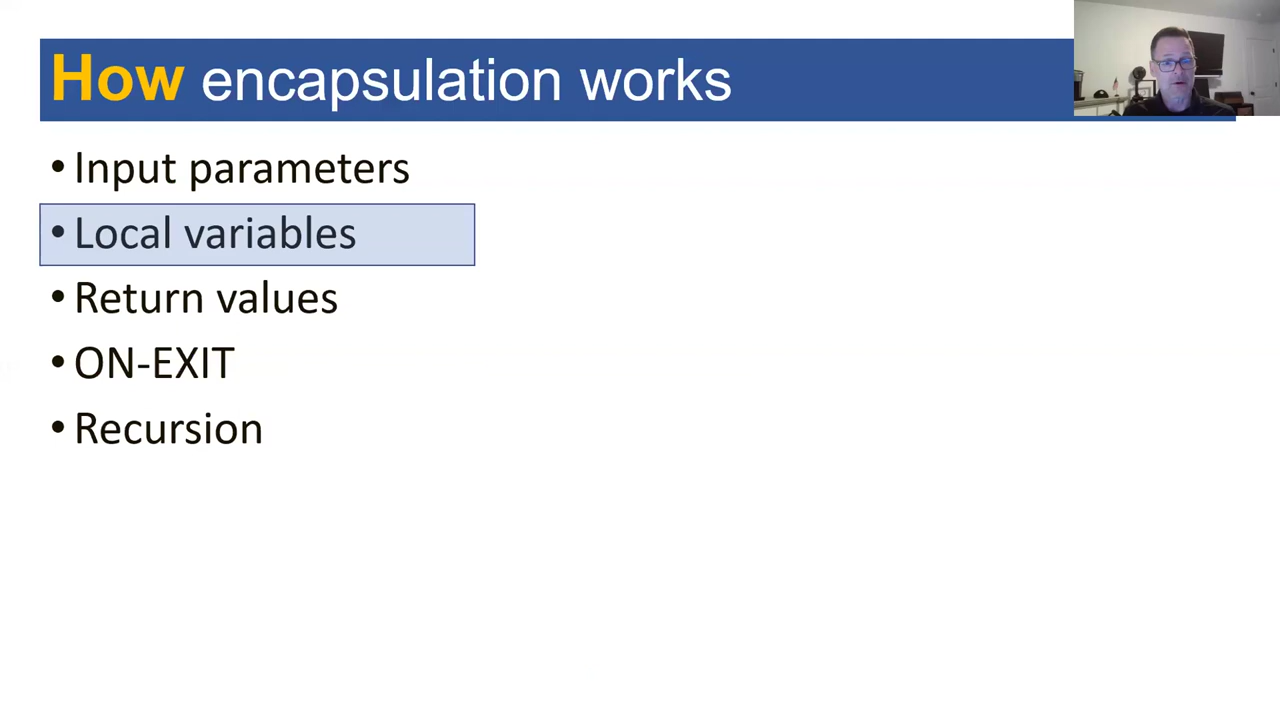 How encapsulation works
• Input parameters
• Local variables
• Return values
• ON-EXIT
• Recursion